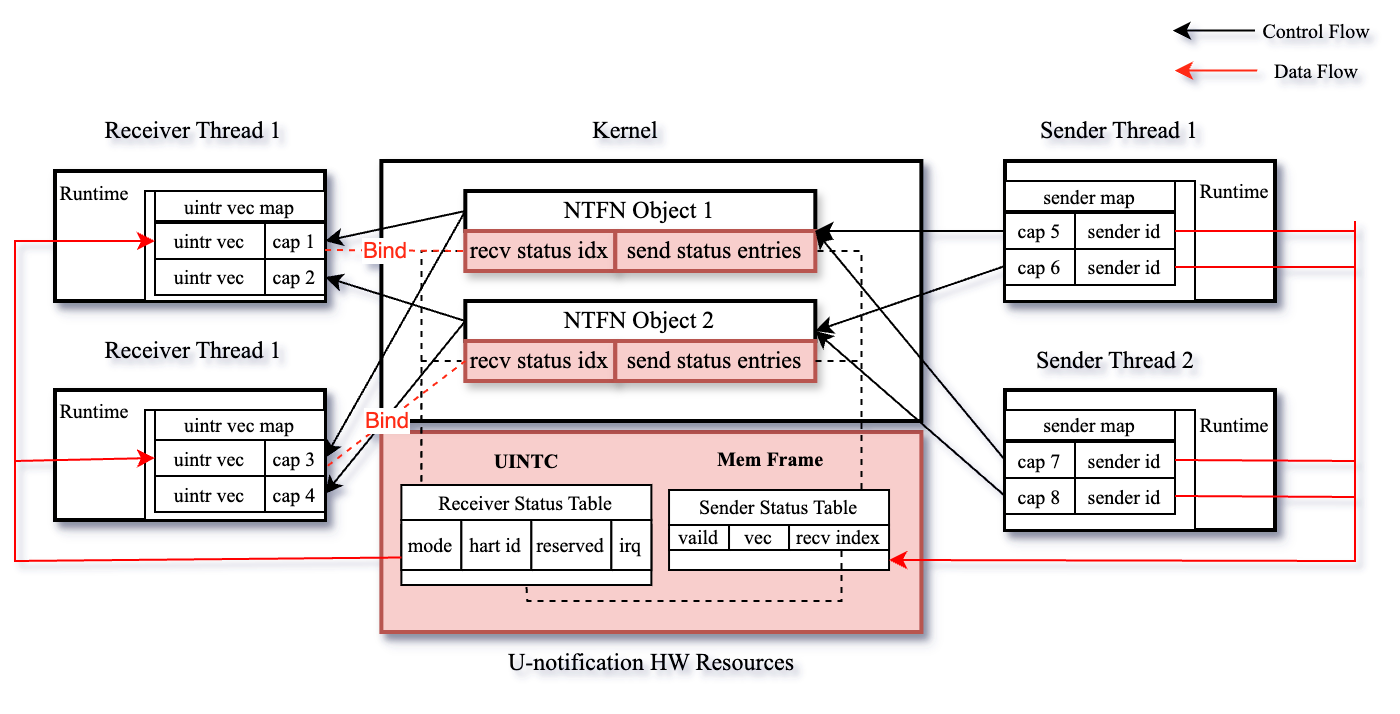 Control Flow
Data Flow
Receiver Thread 1
Kernel
Sender Thread 1
Runtime
uintr vec map
uintr vec cap 1
uintr vec cap 2
Bind
NTFN Object 1
recv status idx send status entries
NTFN Object 2
recv status idx send status entries
sender map
Runtime
cap 5 sender id
cap 6 sender id
Receiver Thread 1
Sender Thread 2
Runtime
uintr vec map
uintr vec cap 3
uintr vec cap 4
Bind
sender map
Runtime
cap 7 sender id
cap 8 sender id
UINTC
Mem Frame
Receiver Status Table
mode hart id reserved irq
Sender Status Table
vaild vec recv index
U-notification HW Resources